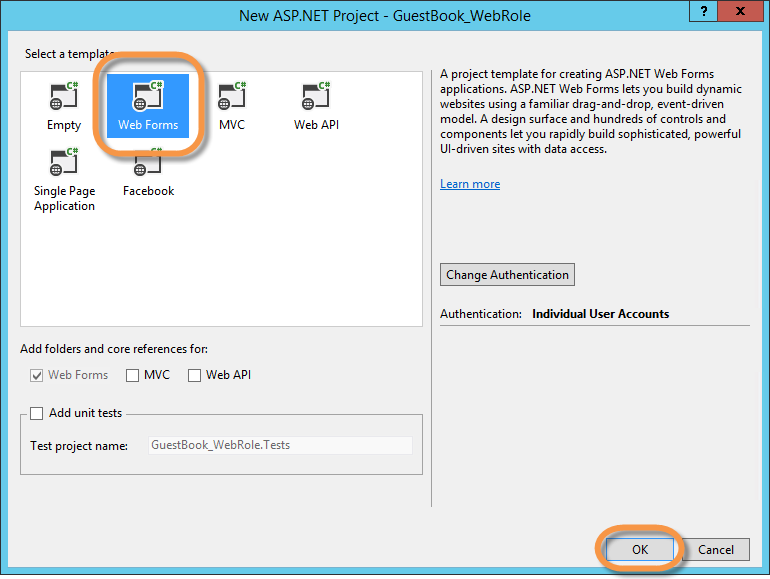 New ASP.NET Project - GuestBook_WebRole
?
X
Select a template
C#
C#
C#
C#
Empty
Web Forms
MVC
Web API
C#
C#
Single Page
Application
Facebook
A project template for creating ASP.NET Web Forms
applications. ASP.NET Web Forms lets you build dynamic
websites using a familiar drag-and-drop, event-driven
model. A design surface and hundreds of controls and
components let you rapidly build sophisticated, powerful
UI-driven sites with data access.
Learn more
Change Authentication
Authentication: Individual User Accounts
Add folders and core references for:
Web Forms
MVC
Web API
Add unit tests
Test project name: GuestBook_WebRole.Tests
OK
Cancel